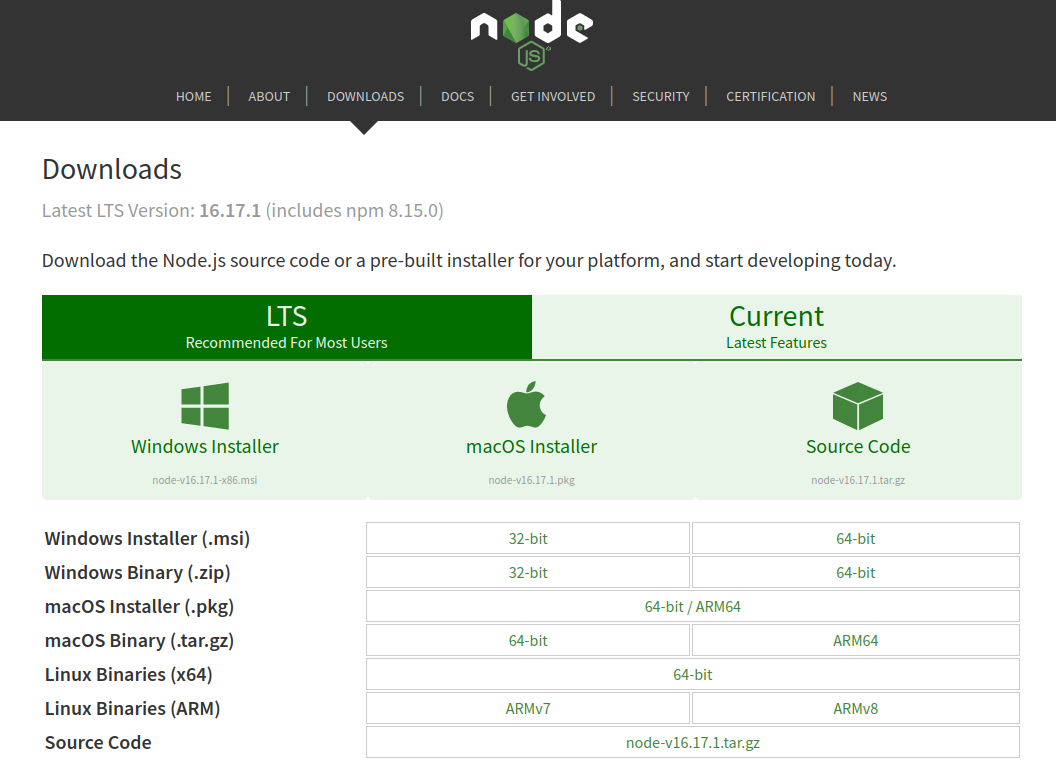 node
JS
HOME ABOUT DOWNLOADS DOCS GET INVOLVED SECURITY CERTIFICATION NEWS
Downloads
Latest LTS Version: 16.17.1 (includes npm 8.15.0)
Download the Node.js source code or a pre-built installer for your platform, and start developing today.
LTS Current
Recommended For Most Users Latest Features
Windows Installer macOS Installer Source Code
node-v16.17.1-x86.msi node-v16.17.1.pkg node-v16.17.1.tar.gz
Windows Installer (.msi) 32-bit 64-bit
Windows Binary (.zip) 32-bit 64-bit
macOS Installer (.pkg) 64-bit / ARM64
macOS Binary (.tar.gz) 64-bit ARM64
Linux Binaries (x64) 64-bit
Linux Binaries (ARM) ARMv7 ARMv8
Source Code node-v16.17.1.tar.gz